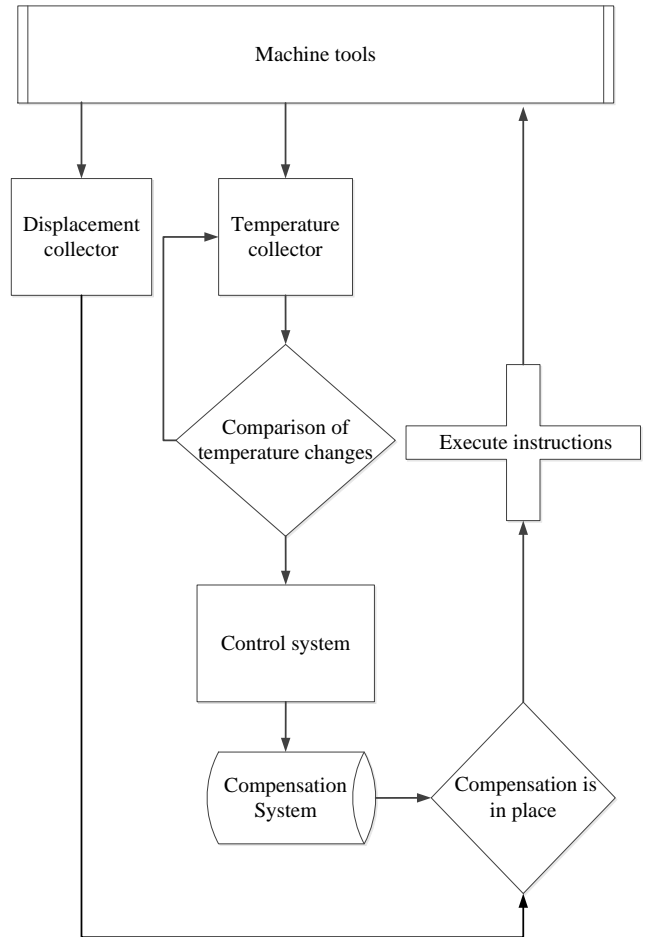 Machine tools
Displacement
collector
Temperature
collector
Comparison of
temperature changes
Execute instructions
Control system
Compensation
System
Compensation is
in place